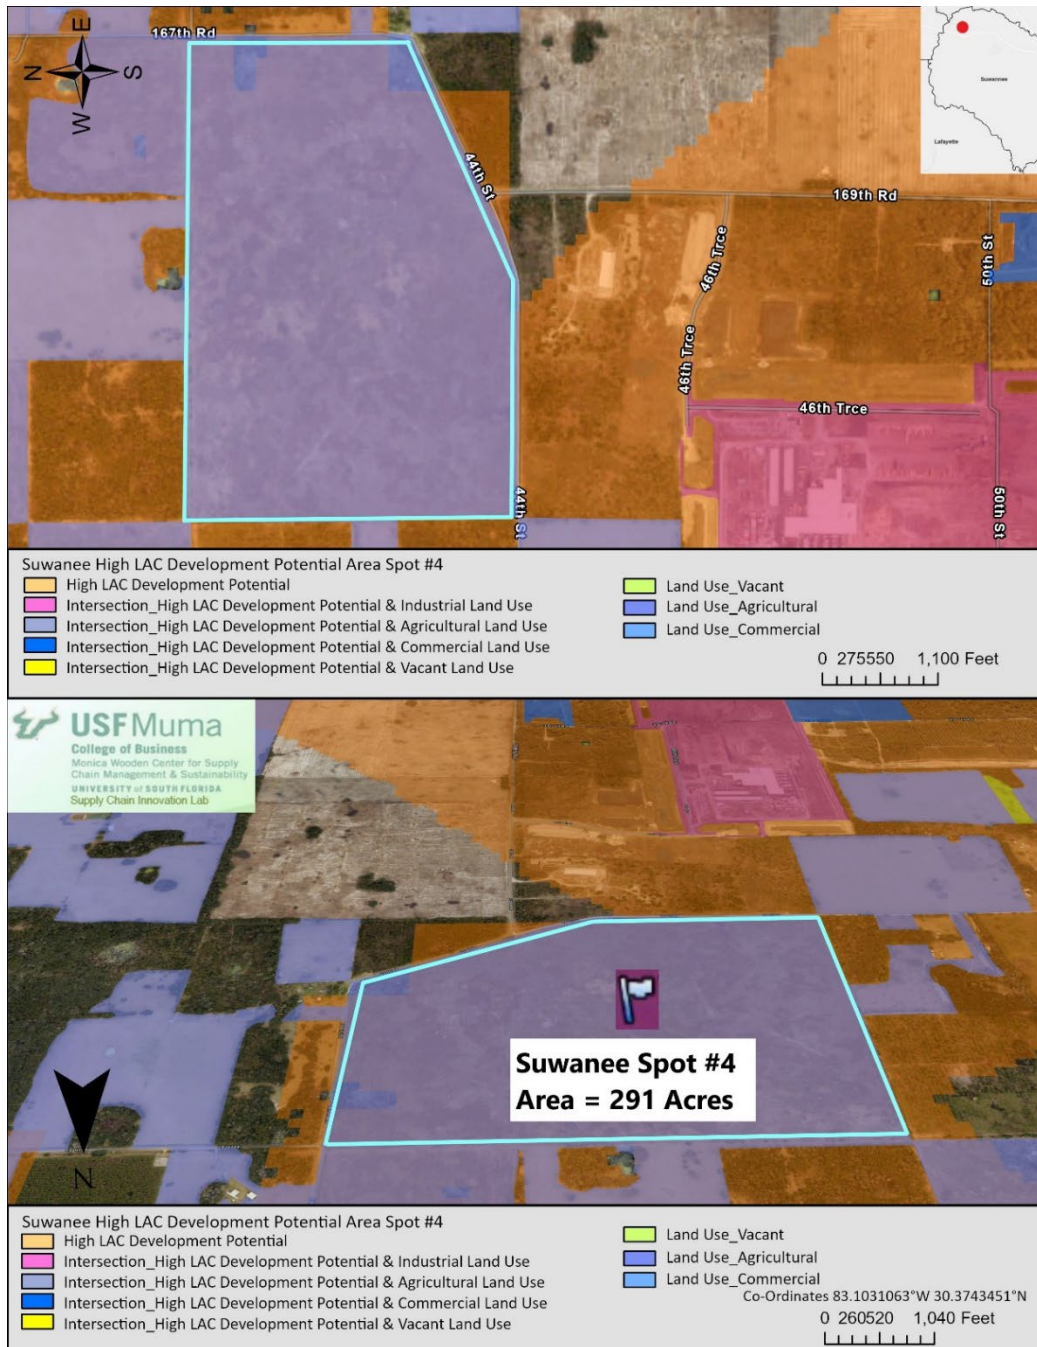 167th Rd
E
N
S
W
Suwannee
Lafayette
44th St
169th Rd
46th Trce
50th St
46th Trce
46th Trce
44th St
50th St
Suwanee High LAC Development Potential Area Spot #4
High LAC Development Potential
Intersection_High LAC Development Potential & Industrial Land Use
Intersection_High LAC Development Potential & Agricultural Land Use
Intersection_High LAC Development Potential & Commercial Land Use
Intersection_High LAC Development Potential & Vacant Land Use
Land Use_Vacant
Land Use_Agricultural
Land Use_Commercial
0 275550 1,100 Feet
USF Muma
College of Business
Monica Wooden Center for Supply
Chain Management & Sustainability
UNIVERSITY of SOUTH FLORIDA
Supply Chain Innovation Lab
Suwanee Spot #4
Area = 291 Acres
N
Suwanee High LAC Development Potential Area Spot #4
High LAC Development Potential
Intersection_High LAC Development Potential & Industrial Land Use
Intersection_High LAC Development Potential & Agricultural Land Use
Intersection_High LAC Development Potential & Commercial Land Use
Intersection_High LAC Development Potential & Vacant Land Use
Land Use_Vacant
Land Use_Agricultural
Land Use_Commercial
Co-Ordinates 83.1031063°W 30.3743451°N
0 260520 1,040 Feet